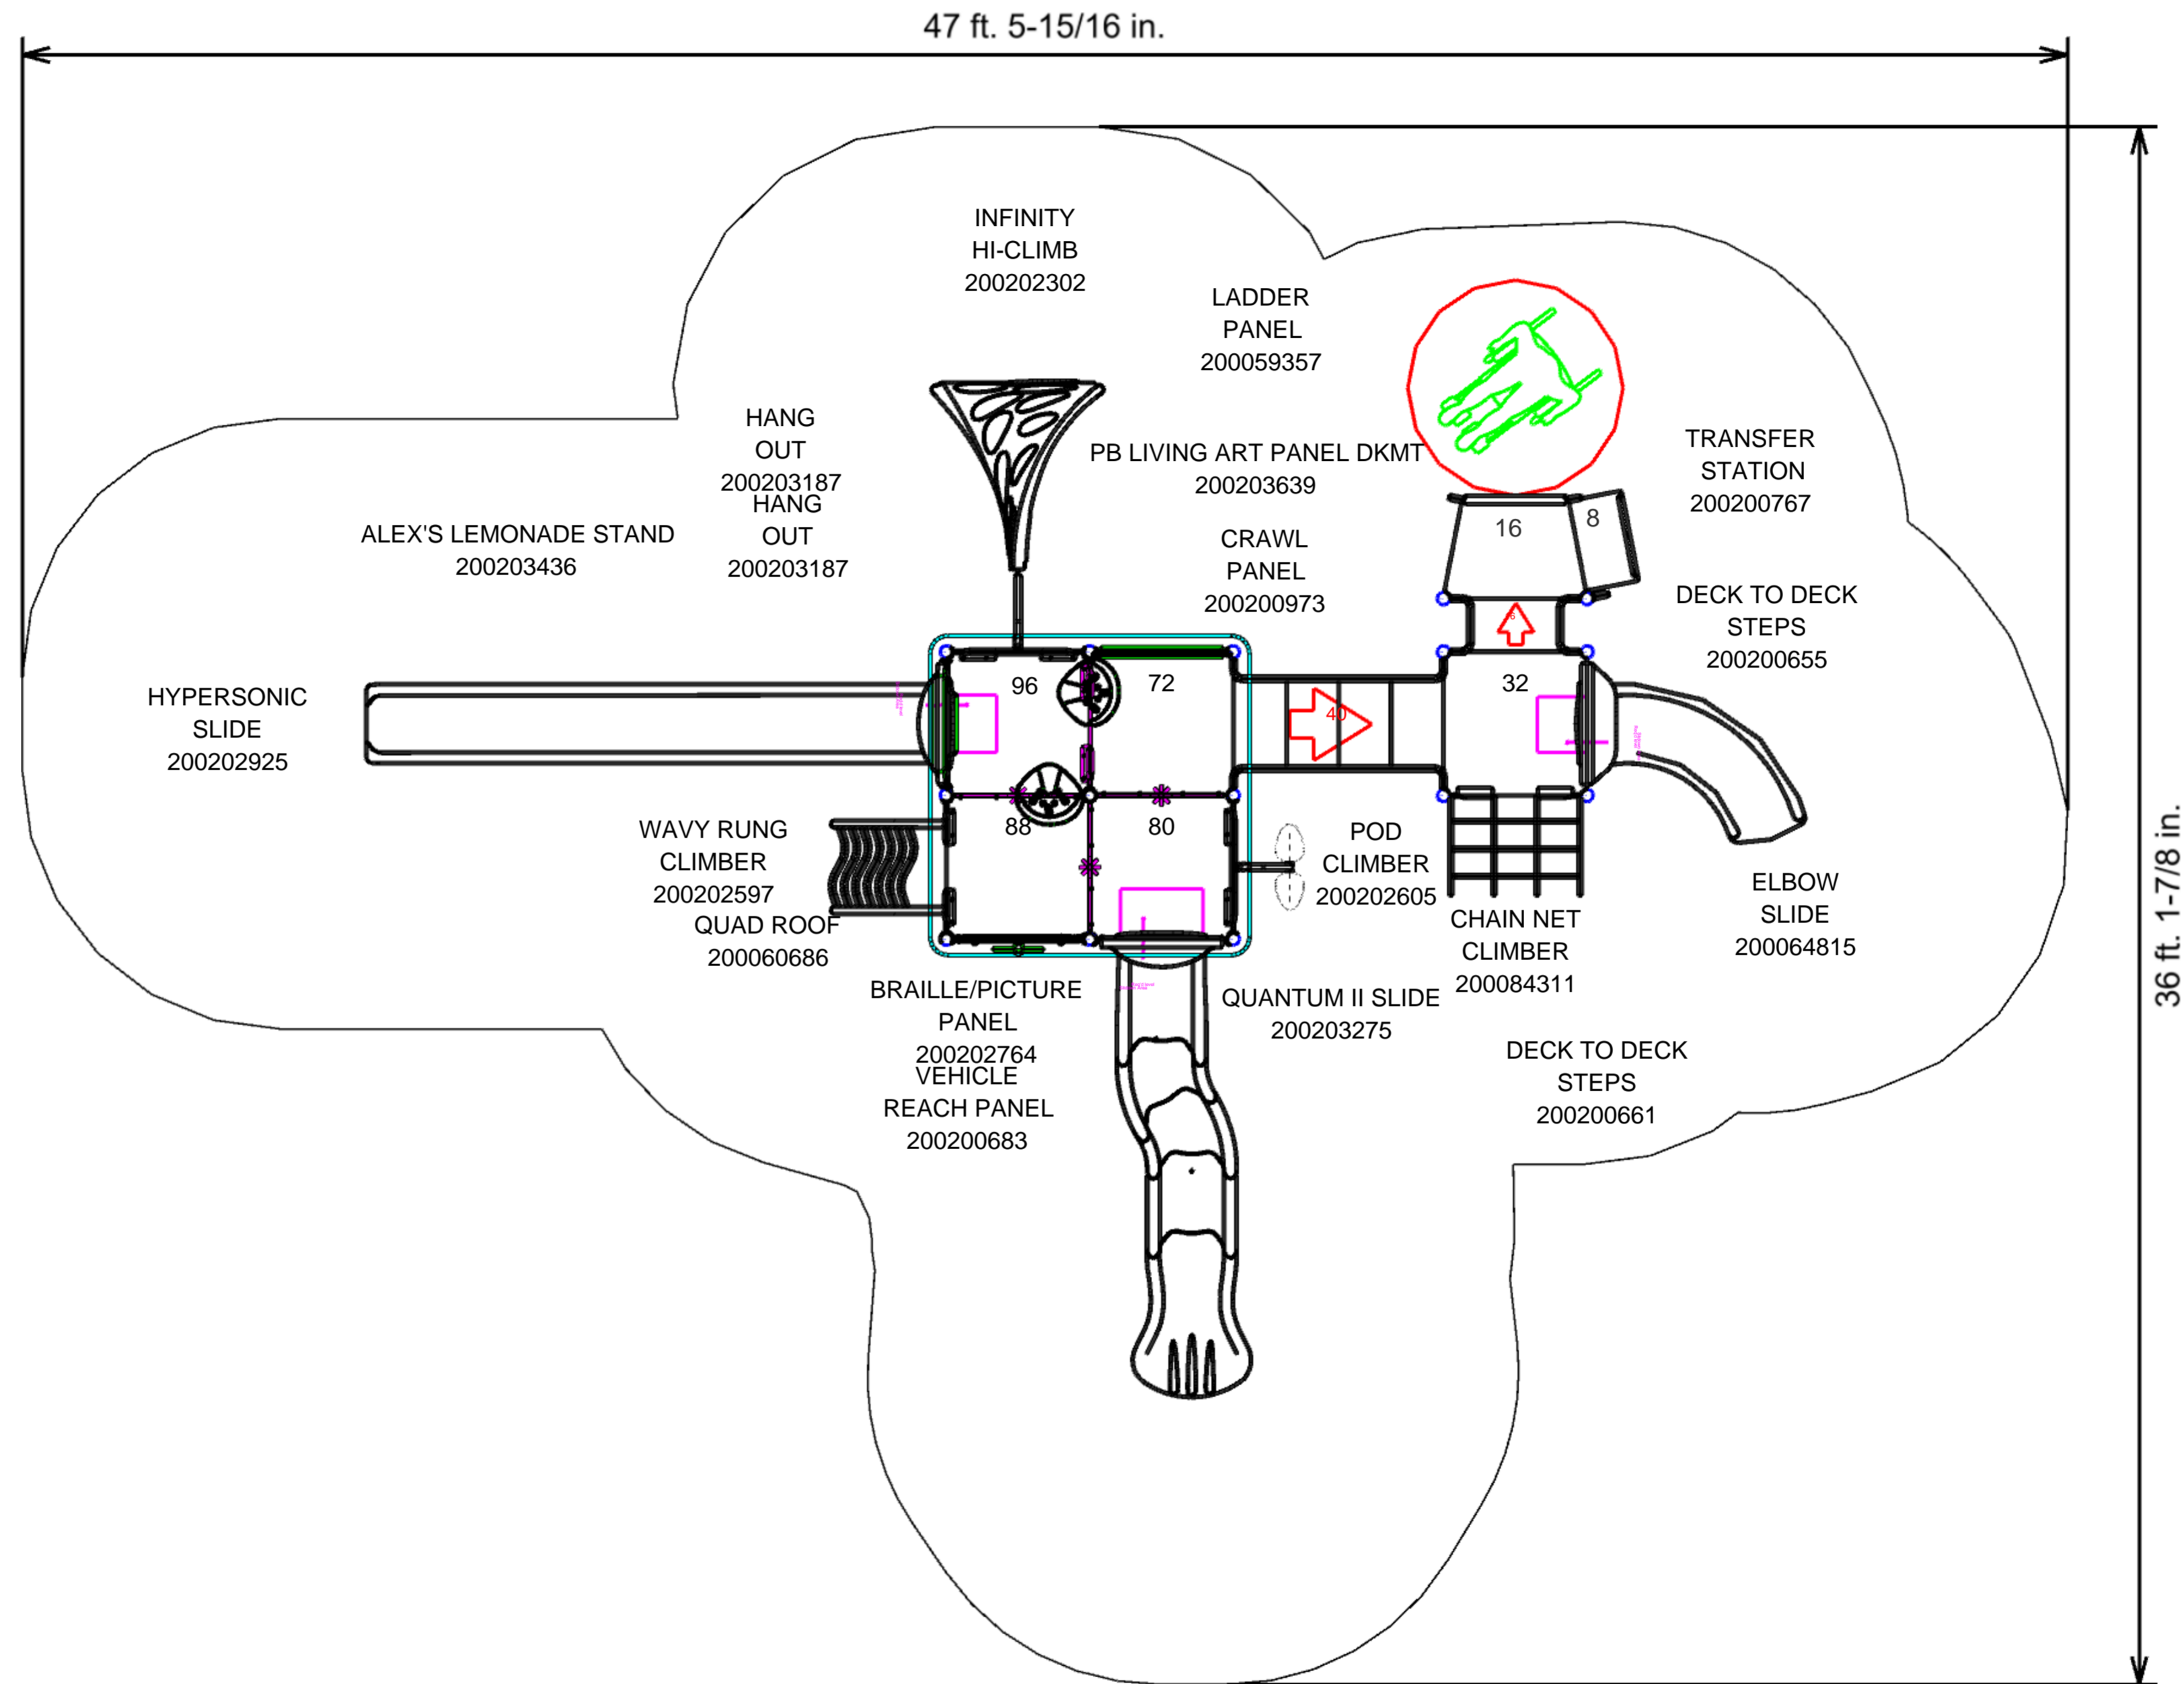 47 ft. 5-15/16 in.
INFINITY
HI-CLIMB
200202302
LADDER
PANEL
200059357
HANG
OUT
200203187
HANG
OUT
200203187
PB LIVING ART PANEL DKMT
200203639
TRANSFER
STATION
200200767
ALEX'S LEMONADE STAND
200203436
CRAWL
PANEL
200200973
16
8
DECK TO DECK
STEPS
200200655
HYPERSONIC
SLIDE
200202925
96
72
40
32
WAVY RUNG
CLIMBER
200202597
QUAD ROOF
200060686
88
80
POD
CLIMBER
200202605
CHAIN NET
CLIMBER
200084311
ELBOW
SLIDE
200064815
36 ft. 1-7/8 in.
BRAILLE/PICTURE
PANEL
200202764
VEHICLE
REACH PANEL
200200683
QUANTUM II SLIDE
200203275
DECK TO DECK
STEPS
200200661